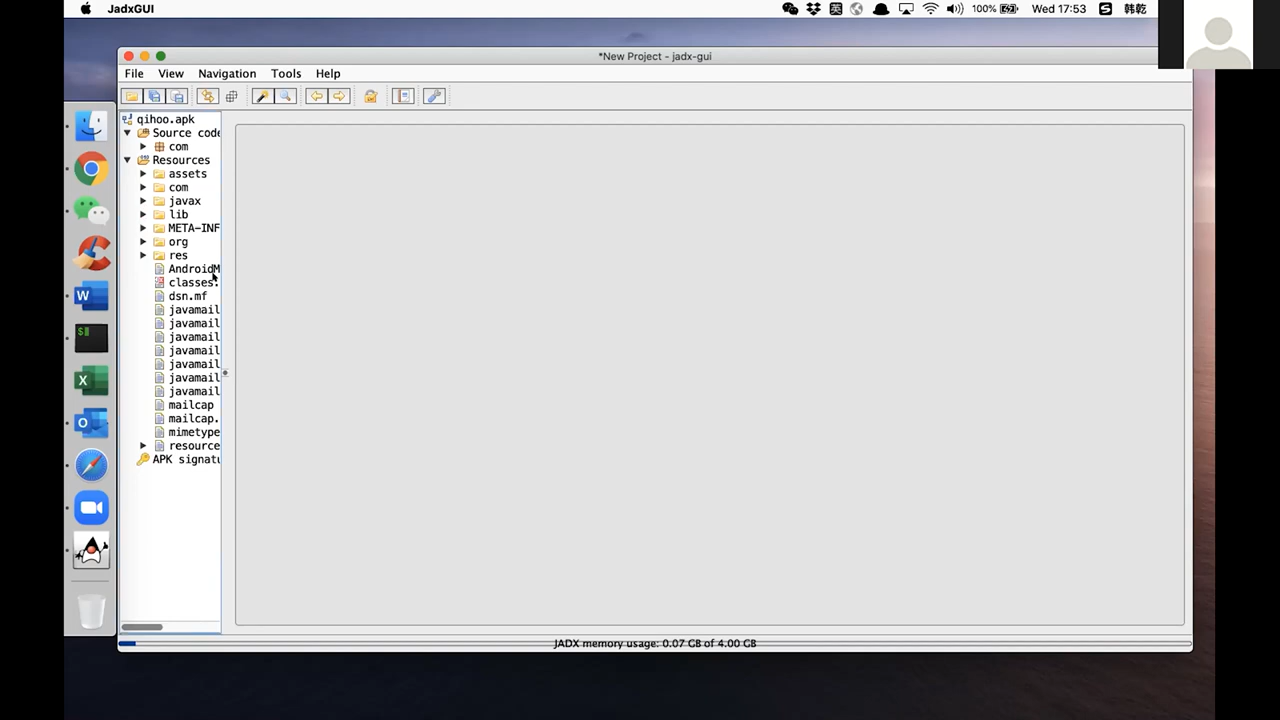 JadxGUI
英
100%
Wed 17:53
S
韩乾
*New Project - jadx-gui
File View Navigation Tools Help
qihoo.apk
Source code
com
Resources
assets
com
javax
lib
META-INF
org
res
AndroidM
classes.
dsn.mf
javamail
javamail
javamail
javamail
javamail
javamail
javamail
mailcap
mailcap.
mimetype
resource
APK signatu
W
$
X
O
JADX memory usage: 0.07 GB of 4.00 GB